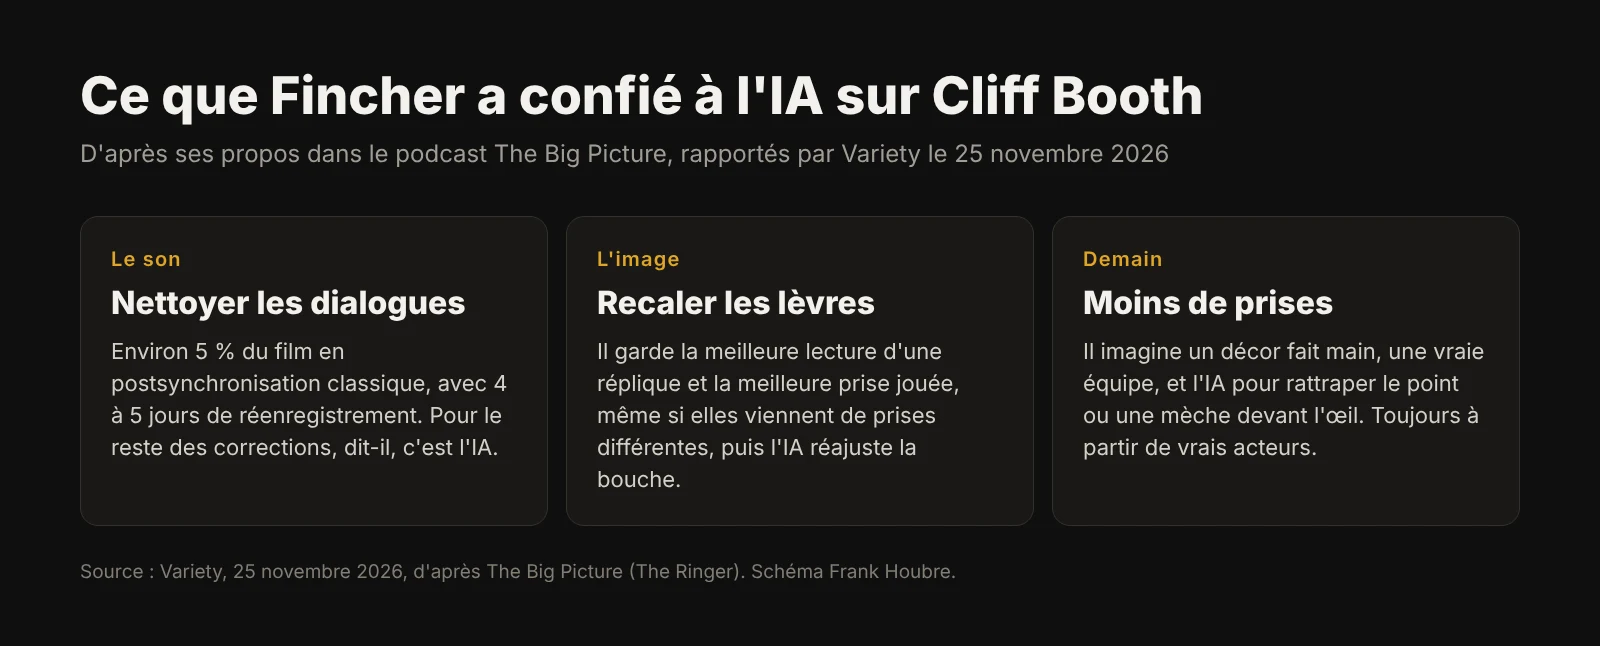 Ce que Fincher a confié à l'IA sur Cliff Booth
D'après ses propos dans le podcast The Big Picture, rapportés par Variety le 25 novembre 2026
Le son
Nettoyer les dialogues
Environ 5 % du film en
postsynchronisation classique, avec 4
à 5 jours de réenregistrement. Pour le
reste des corrections, dit-il, c'est l'IA.
L'image
Recaler les lèvres
Il garde la meilleure lecture d'une
réplique et la meilleure prise jouée,
même si elles viennent de prises
différentes, puis l'IA réajuste la
bouche.
Demain
Moins de prises
Il imagine un décor fait main, une vraie
équipe, et l'IA pour rattraper le point
ou une mèche devant l'œil. Toujours à
partir de vrais acteurs.
Source : Variety, 25 novembre 2026, d'après The Big Picture (The Ringer). Schéma Frank Houbre.